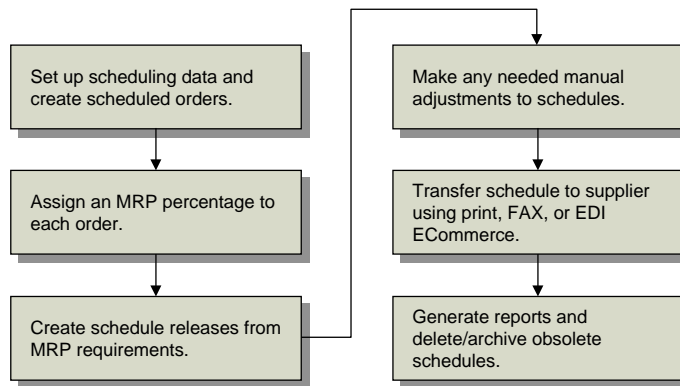 Set up scheduling data and
create scheduled orders.
Assign an MRP percentage to
each order.
Create schedule releases from
MRP requirements.
Make any needed manual
adjustments to schedules.
Transfer schedule to supplier
using print, FAX, or EDI
ECommerce.
Generate reports and
delete/archive obsolete
schedules.